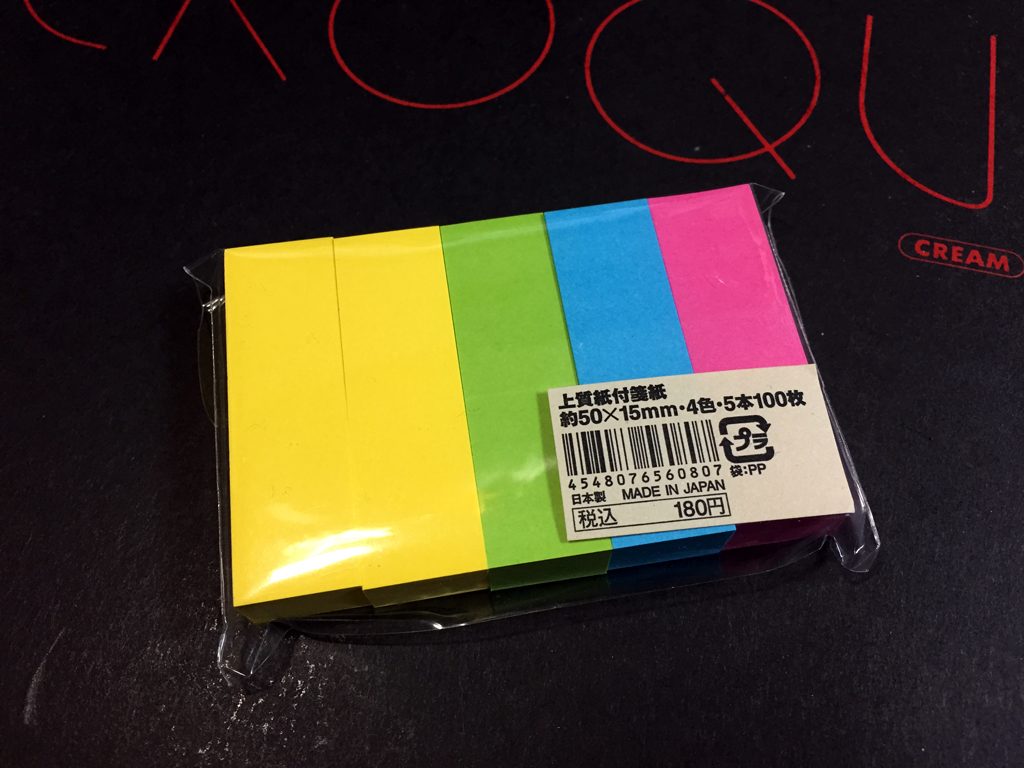 CREAM
上質紙付箋紙
約50×15mm・4色・5本100枚
プラ
4548076560807
袋:PP
日本製 MADE IN JAPAN
税込 180円